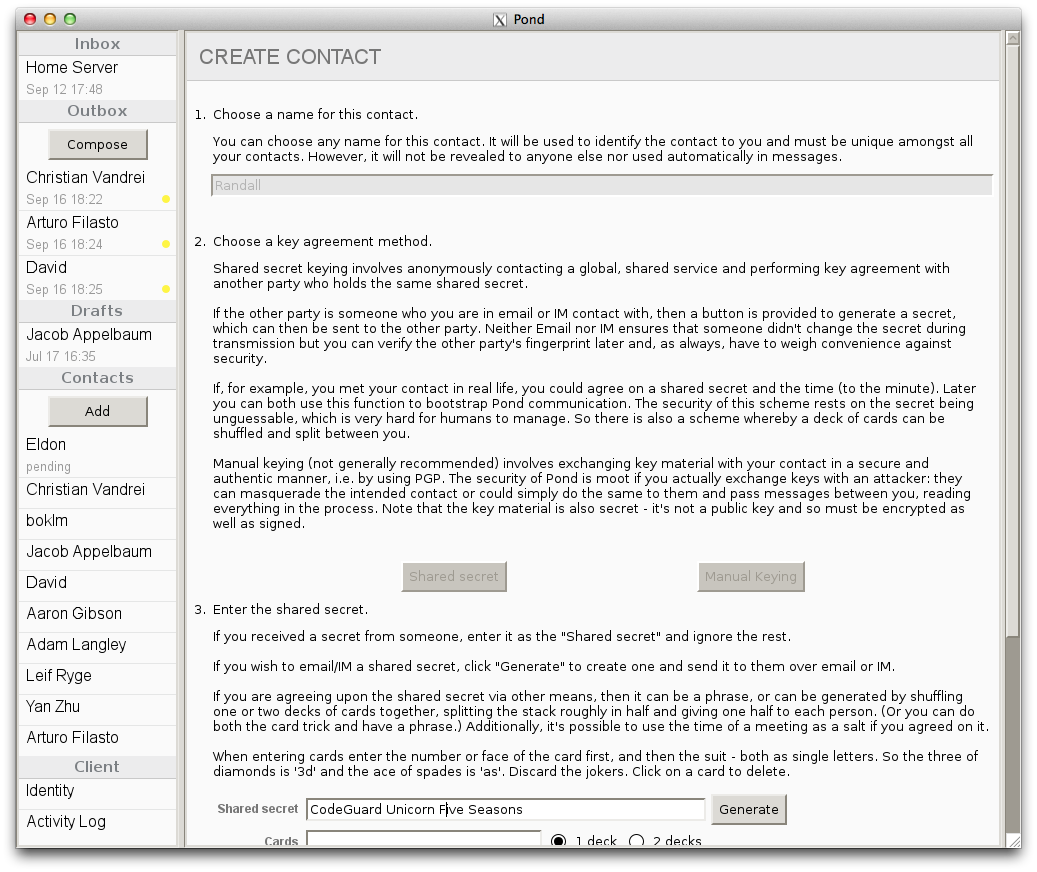 Pond
Inbox
Home Server
Sep 12 17:48
Outbox
Compose
Christian Vandrei
Sep 16 18:22
Arturo Filasto
Sep 16 18:24
David
Sep 16 18:25
Drafts
Jacob Appelbaum
Jul 17 16:35
Contacts
Add
Eldon
pending
Christian Vandrei
boklm
Jacob Appelbaum
David
Aaron Gibson
Adam Langley
Leif Ryge
Yan Zhu
Arturo Filasto
Client
Identity
Activity Log
CREATE CONTACT
1. Choose a name for this contact.
You can choose any name for this contact. It will be used to identify the contact to you and must be unique amongst all
your contacts. However, it will not be revealed to anyone else nor used automatically in messages.
Randall
2. Choose a key agreement method.
Shared secret keying involves anonymously contacting a global, shared service and performing key agreement with
another party who holds the same shared secret.
If the other party is someone who you are in email or IM contact with, then a button is provided to generate a secret,
which can then be sent to the other party. Neither Email nor IM ensures that someone didn't change the secret during
transmission but you can verify the other party's fingerprint later and, as always, have to weigh convenience against
security.
If, for example, you met your contact in real life, you could agree on a shared secret and the time (to the minute). Later
you can both use this function to bootstrap Pond communication. The security of this scheme rests on the secret being
unguessable, which is very hard for humans to manage. So there is also a scheme whereby a deck of cards can be
shuffled and split between you.
Manual keying (not generally recommended) involves exchanging key material with your contact in a secure and
authentic manner, i.e. by using PGP. The security of Pond is moot if you actually exchange keys with an attacker: they
can masquerade the intended contact or could simply do the same to them and pass messages between you, reading
everything in the process. Note that the key material is also secret - it's not a public key and so must be encrypted as
well as signed.
Shared secret Manual Keying
3. Enter the shared secret.
If you received a secret from someone, enter it as the "Shared secret" and ignore the rest.
If you wish to email/IM a shared secret, click "Generate" to create one and send it to them over email or IM.
If you are agreeing upon the shared secret via other means, then it can be a phrase, or can be generated by shuffling
one or two decks of cards together, splitting the stack roughly in half and giving one half to each person. (Or you can do
both the card trick and have a phrase.) Additionally, it's possible to use the time of a meeting as a salt if you agreed on it.
When entering cards enter the number or face of the card first, and then the suit - both as single letters. So the three of
diamonds is '3d' and the ace of spades is 'as'. Discard the jokers. Click on a card to delete.
Shared secret CodeGuard Unicorn Five Seasons Generate
Cards 1 deck 2 decks